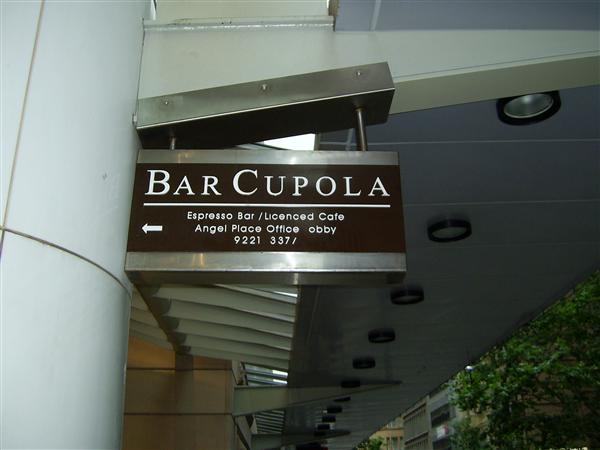 BAR CUPOLA
Espresso Bar / Licenced Cafe
Angel Place Office obby
9221 337/